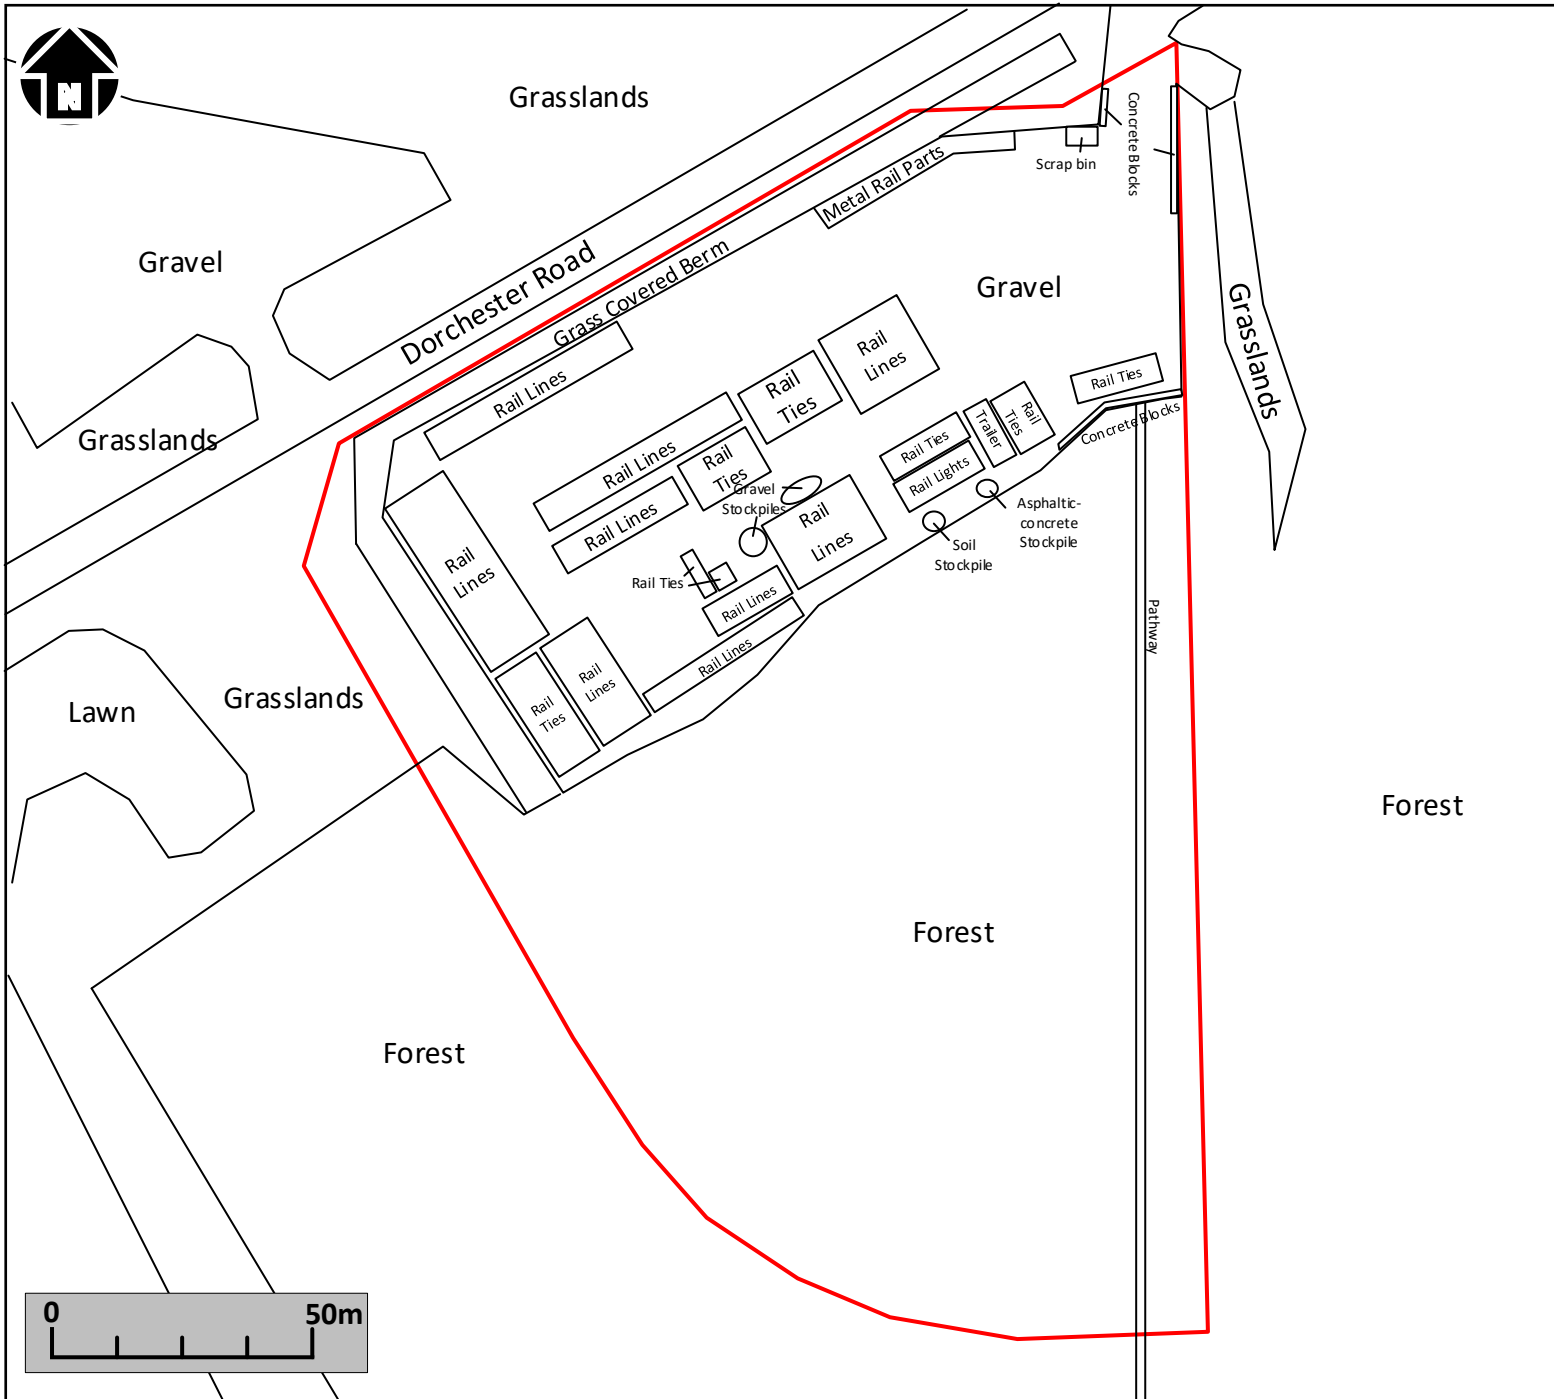 N
Grasslands
Concrete Blocks
Scrap bin
Metal Rail Parts
Gravel
Dorchester Road
Grass Covered Berm
Gravel
Grasslands
Rail
Lines
Rail Lines
Rail
Ties
Rail Ties
Rail
Ties
Trailer
Concrete Blocks
Grasslands
Rail Lines
Rail
Ties
Rail Ties
Rail Lights
Gravel
Stockpiles
Rail Lines
Rail
Lines
Asphaltic-
concrete
Stockpile
Soil
Stockpile
Rail
Lines
Rail Ties
Rail Lines
Pathway
Rail Lines
Rail
Lines
Rail
Ties
Grasslands
Lawn
Forest
Forest
Forest
0 50m